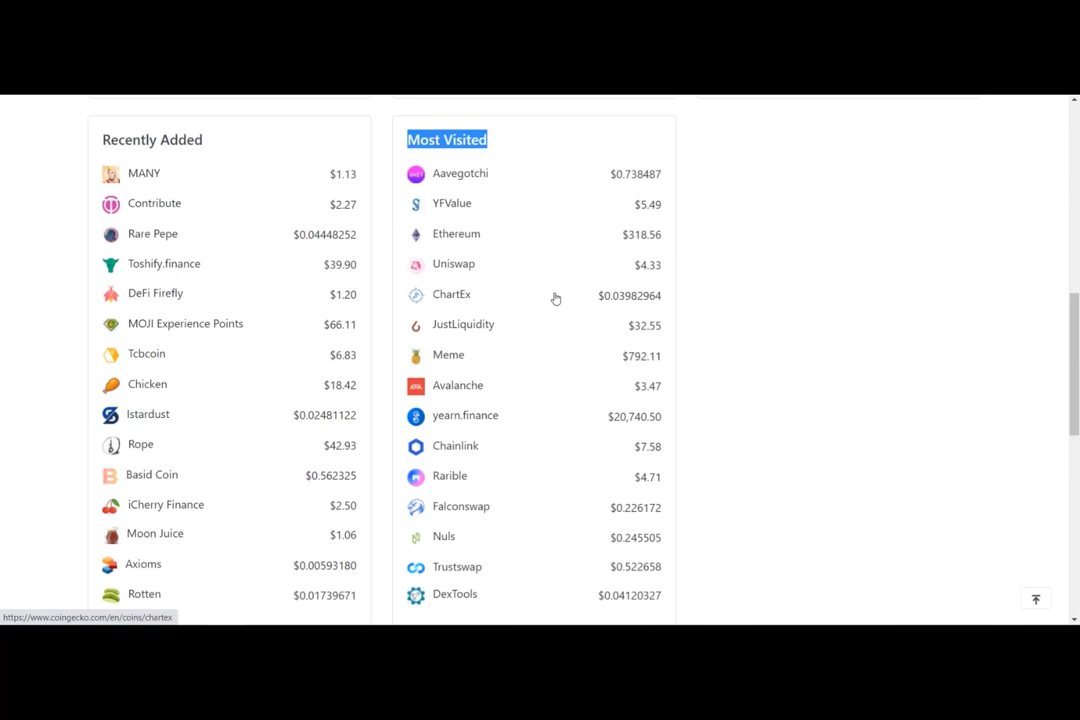 Recently Added
MANY $1.13
Contribute $2.27
Rare Pepe $0.04448252
Toshify.finance $39.90
DeFi Firefly $1.20
MOJI Experience Points $66.11
Tcbcoin $6.83
Chicken $18.42
Istardust $0.02481122
Rope $42.93
Basid Coin $0.562325
iCherry Finance $2.50
Moon Juice $1.06
Axioms $0.00593180
Rotten $0.01739671
Most Visited
Aavegotchi $0.738487
YFValue $5.49
Ethereum $318.56
Uniswap $4.33
ChartEx $0.03982964
JustLiquidity $32.55
Meme $792.11
Avalanche $3.47
yearn.finance $20,740.50
Chainlink $7.58
Rarible $4.71
Falconswap $0.226172
Nuls $0.245505
Trustswap $0.522658
DexTools $0.04120327
https://www.coingecko.com/en/coins/chartex